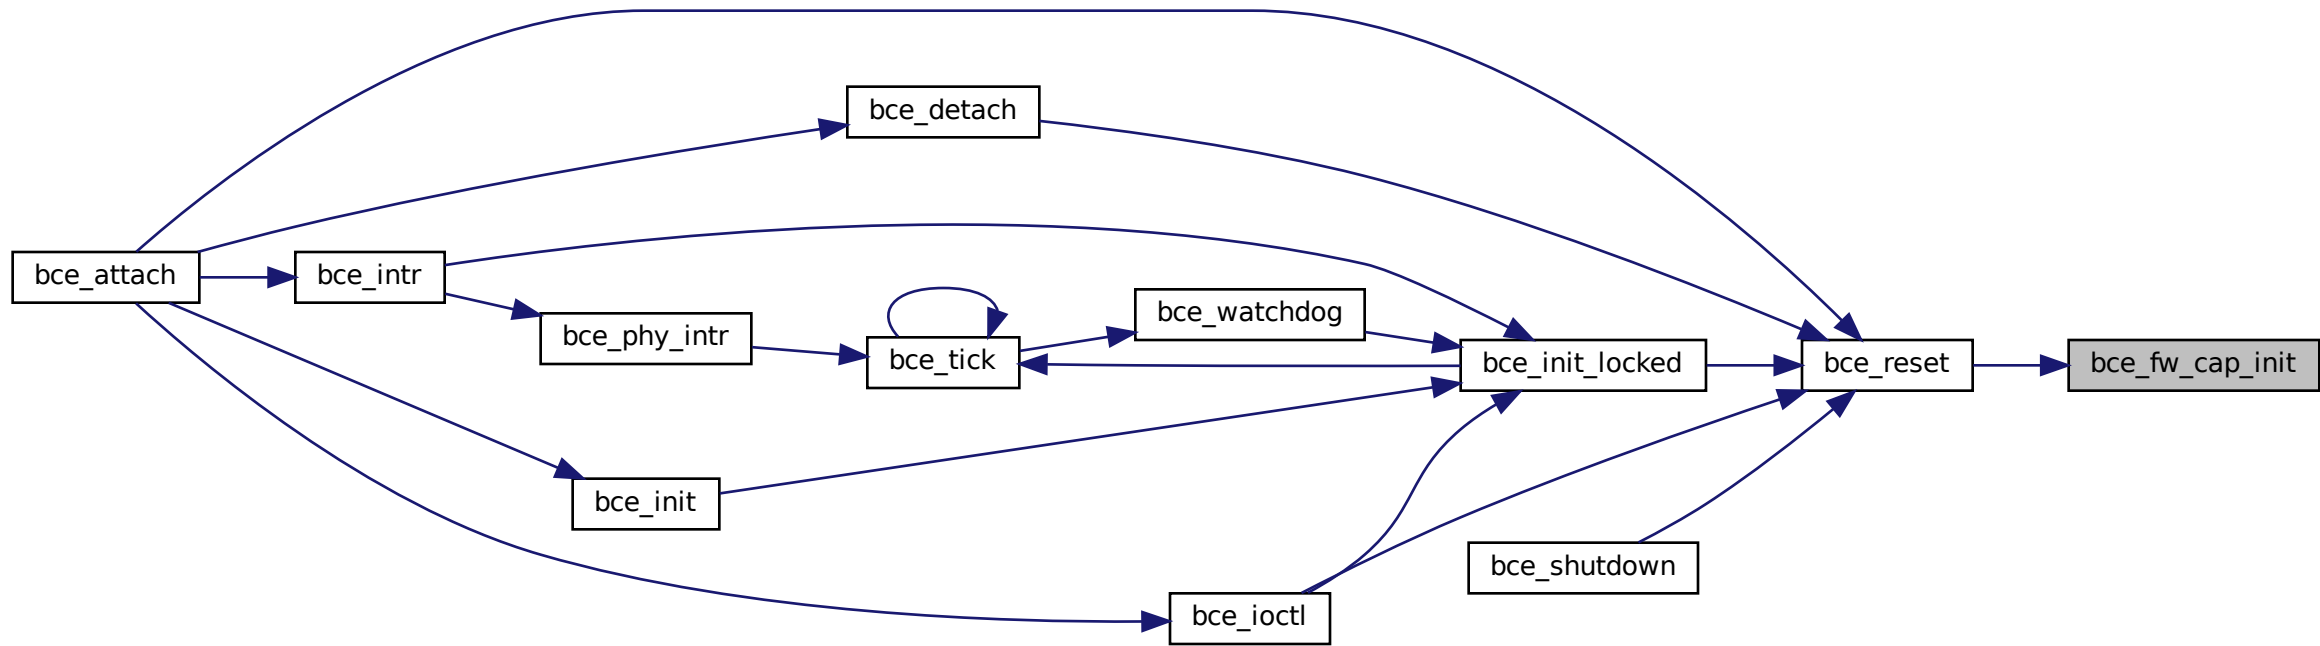 bce_detach
bce_attach
bce_intr
bce_watchdog
bce_phy_intr
bce_tick
bce_init_locked
bce_reset
bce_fw_cap_init
bce_init
bce_shutdown
bce_ioctl